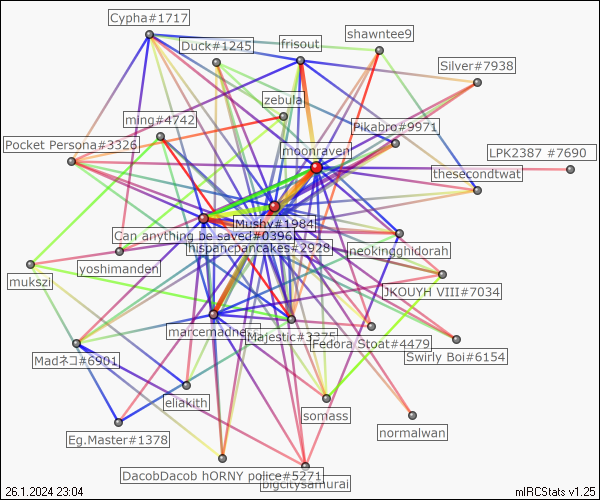 Cypha#1717
shawntee9
Duck#1245
frisout
Silver#7938
zebula
ming#4742
Pikabro#9971
Pocket Persona#3326
moonraven
LPK2387 #7690
thesecondtwat
Mushy#1984
Can anything be saved#0396
hispancpancakes#2928
neokingghidorah
yoshimanden
mukszi
JKOUYH VIII#7034
marcemadne
Majestic#3375
Fedora Stoat#4479
Swirly Boi#6154
Madネコ#6901
eliakith
somass
normalwan
Eg.Master#1378
DacobDacob hORNY police#5271
bigcitysamurai
26.1.2024 23:04
mIRCStats v1.25